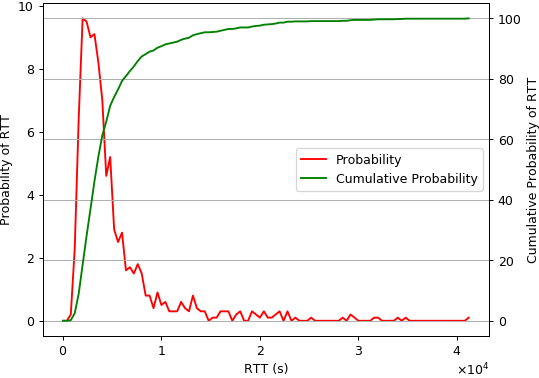 10
8
6
4
2
0
Probability of RTT
100
80
60
40
20
0
Cumulative Probability of RTT
Probability
Cumulative Probability
0 1 2 3 4
×10⁴
RTT (s)